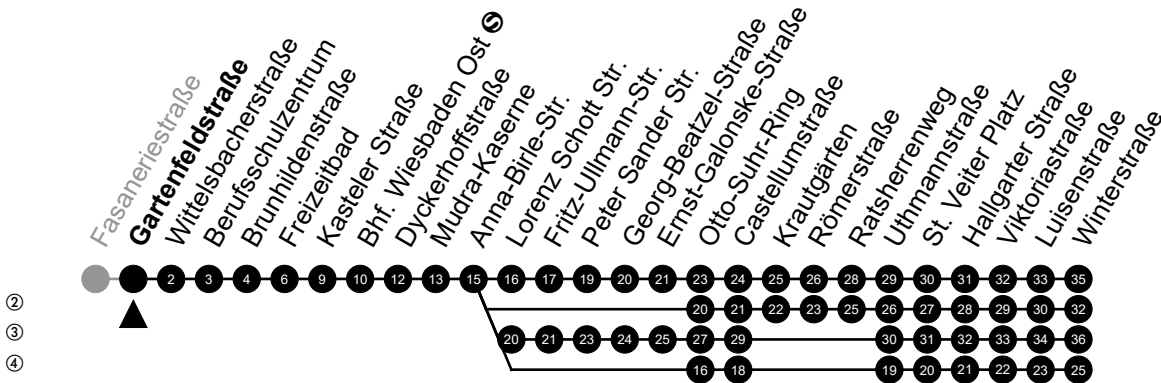 Fasaneriestraße
Gartenfeldstraße
Wittelsbacherstraße
Berufsschulzentrum
Brunhildenstraße
Freizeitbad
Kasteler Straße
Bhf. Wiesbaden Ost Ⓢ
Dyckerhoffstraße
Mudra-Kaserne
Anna-Birle-Str.
Lorenz Schott Str.
Fritz-Ullmann-Str.
Peter Sander Str.
Georg-Beatzel-Straße
Ernst-Galonske-Straße
Otto-Suhr-Ring
Castellumstraße
Krautgärten
Römerstraße
Ratsherrenweg
Uthmannstraße
St. Veiter Platz
Hallgarter Straße
Viktoriastraße
Luisenstraße
Winterstraße
2 3 4 6 9 10 12 13 15 16 17 19 20 21 23 24 25 26 28 29 30 31 32 33 35
② 20 21 22 23 25 26 27 28 29 30 32
③ 20 21 23 24 25 27 29 30 31 32 33 34 36
④ 16 18 19 20 21 22 23 25